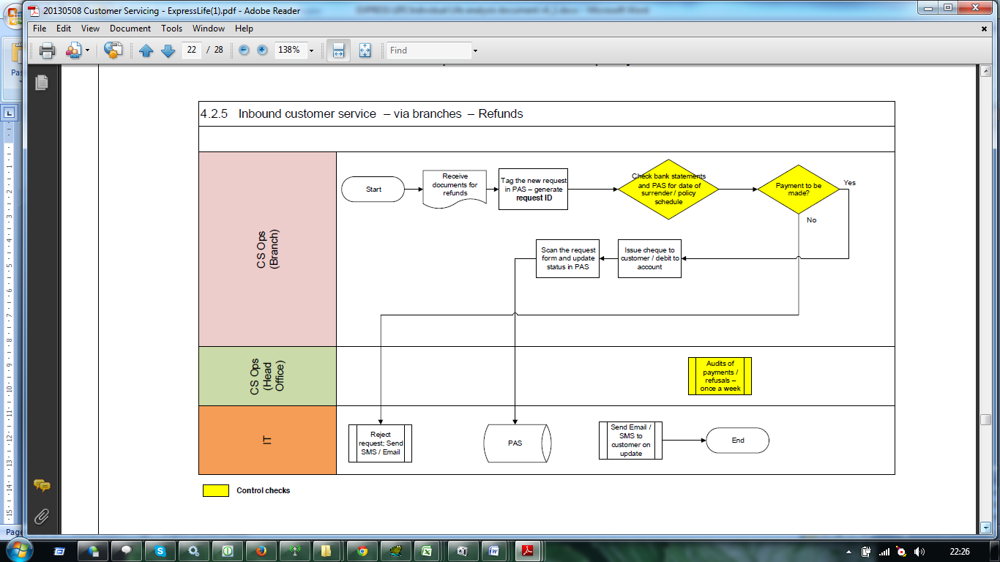 20130508 Customer Servicing - ExpressLife(1).pdf - Adobe Reader
File Edit View Document Tools Window Help
22 / 28 138% Find
4.2.5 Inbound customer service – via branches – Refunds
CS Ops
(Branch)
Start
Receive
documents for
refunds
Tag the new request
in PAS – generate
request ID
Check bank statements
and PAS for date of
surrender / policy
schedule
Payment to be
made?
Yes
No
Scan the request
form and update
status in PAS
Issue cheque to
customer / debit to
account
CS Ops
(Head
Office)
Audits of
payments /
refusals –
once a week
IT
Reject
request; Send
SMS / Email
PAS
Send Email /
SMS to
customer on
update
End
Control checks
22:26